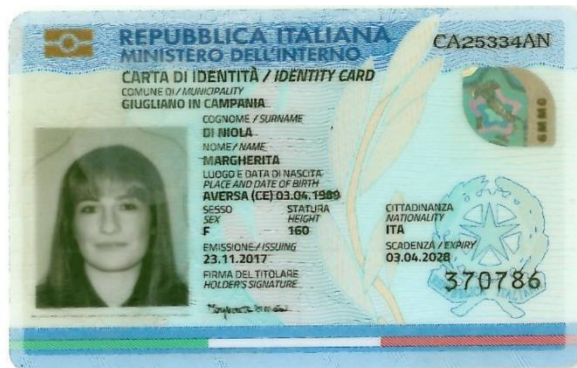 REPUBBLICA ITALIANA
MINISTERO DELL'INTERNO
CA25334AN
CARTA DI IDENTITÀ / IDENTITY CARD
COMUNE DI / MUNICIPALITY
GIUGLIANO IN CAMPANIA
COGNOME / SURNAME
DI NIOLA
NOME / NAME
MARGHERITA
LUOGO E DATA DI NASCITA
PLACE AND DATE OF BIRTH
AVERSA (CE) 03.04.1989
SESSO STATURA CITTADINANZA
SEX HEIGHT NATIONALITY
F 160 ITA
EMISSIONE / ISSUING SCADENZA / EXPIRY
23.11.2017 03.04.2028
FIRMA DEL TITOLARE
HOLDER'S SIGNATURE
370786